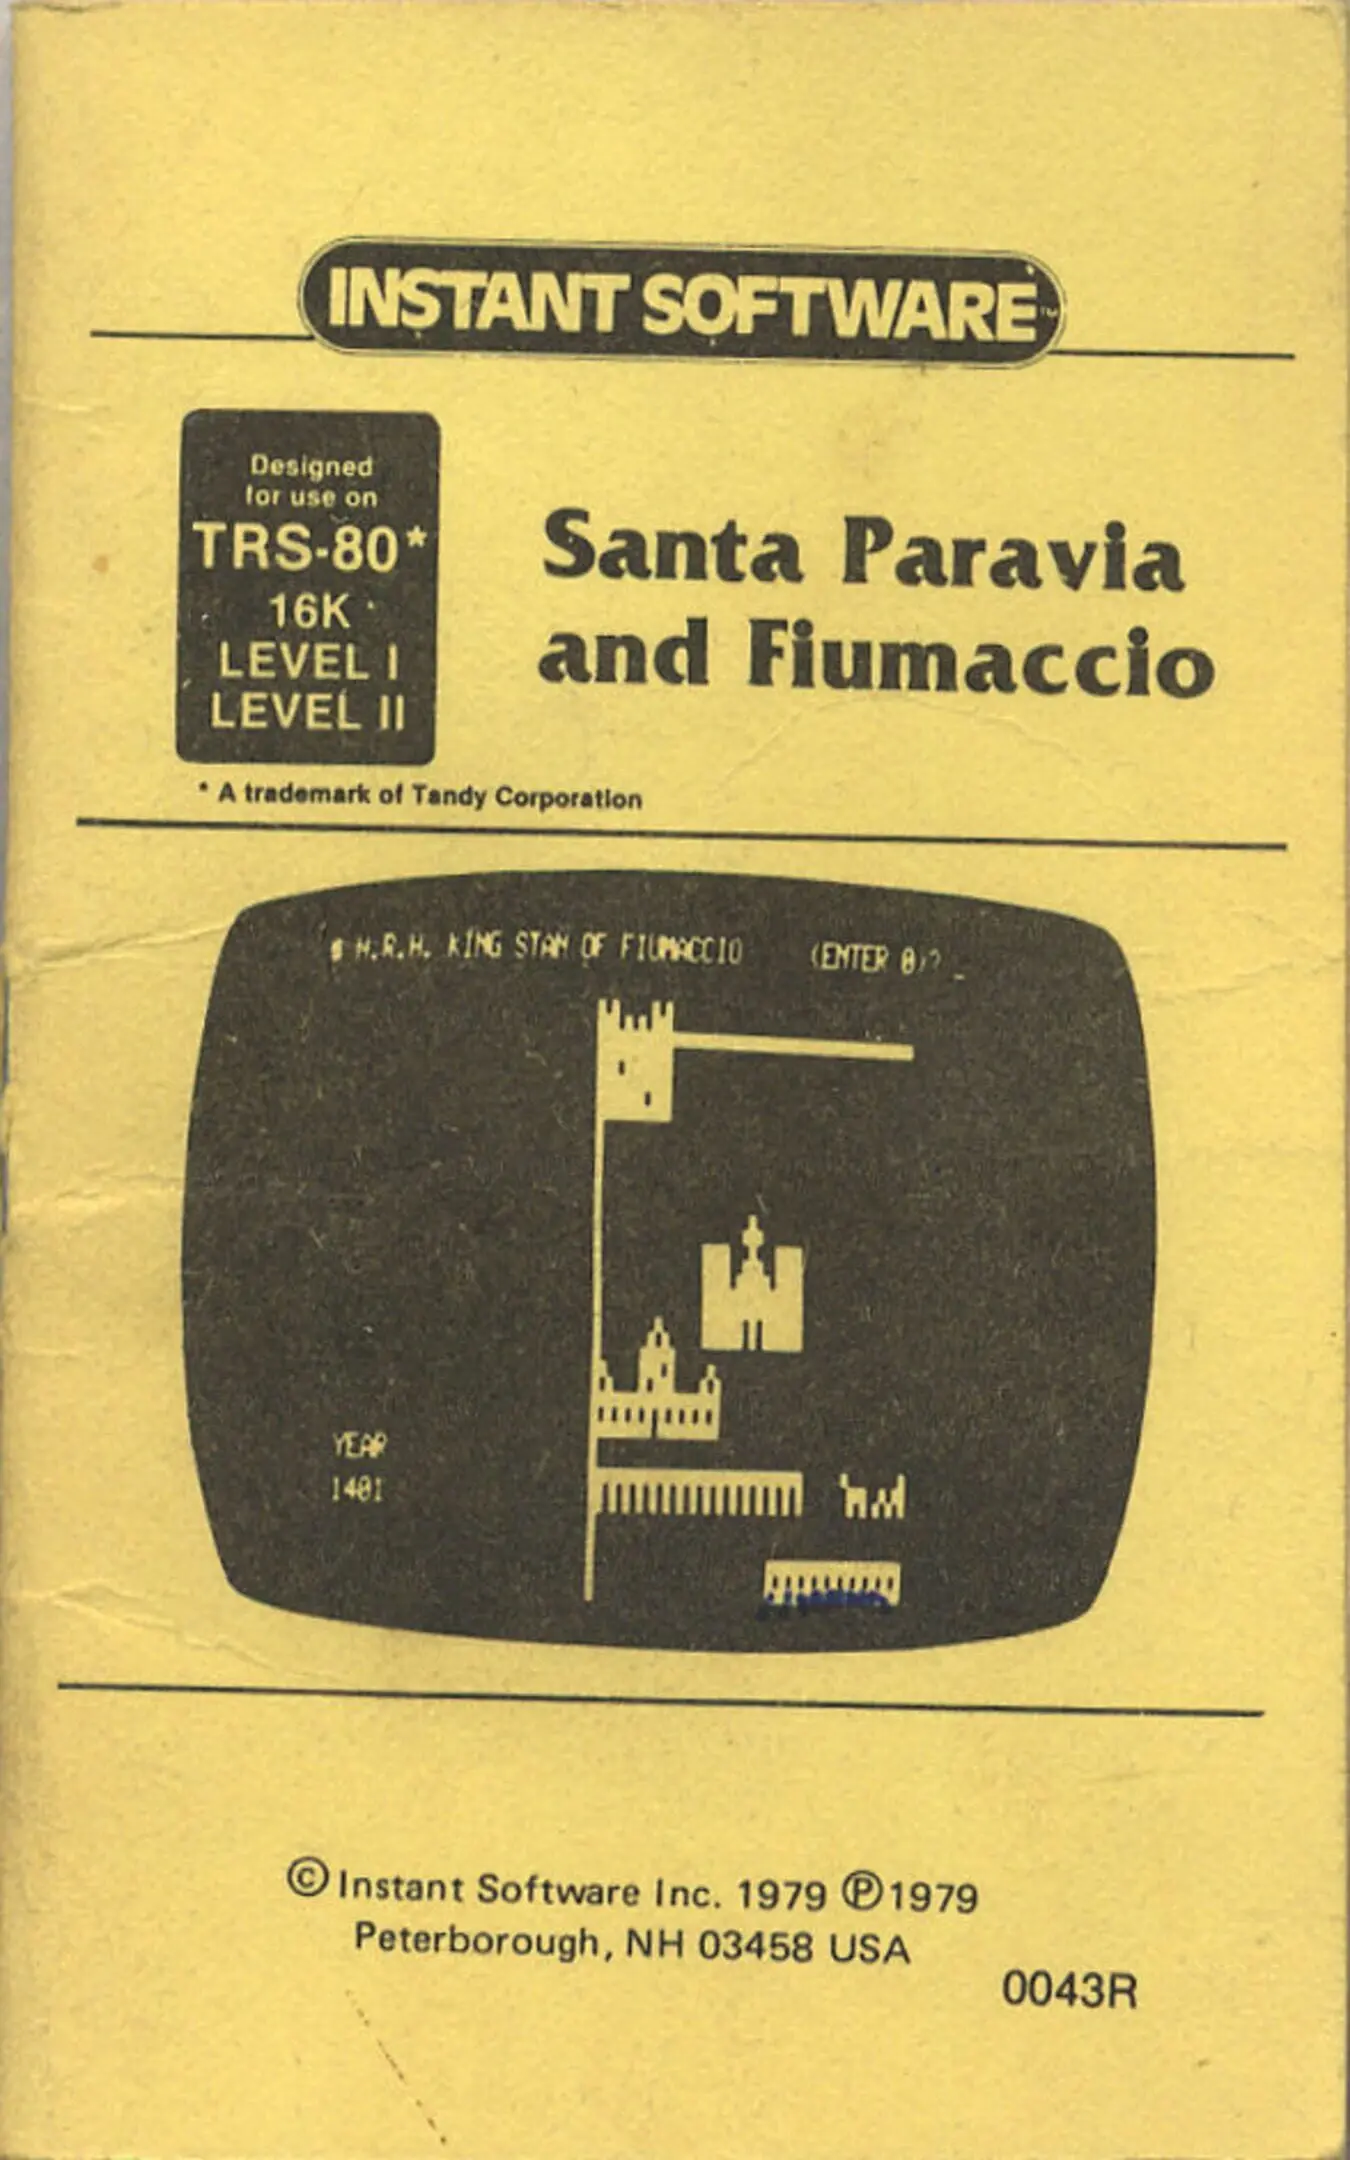 INSTANT SOFTWARE™
Designed
for use on
TRS-80*
16K
LEVEL I
LEVEL II
Santa Paravia
and Fiumaccio
* A trademark of Tandy Corporation
H.R.H. KING STAN OF FIUMACCIO (ENTER 0)? _
YEAR
1401
© Instant Software Inc. 1979 ℗ 1979
Peterborough, NH 03458 USA
0043R